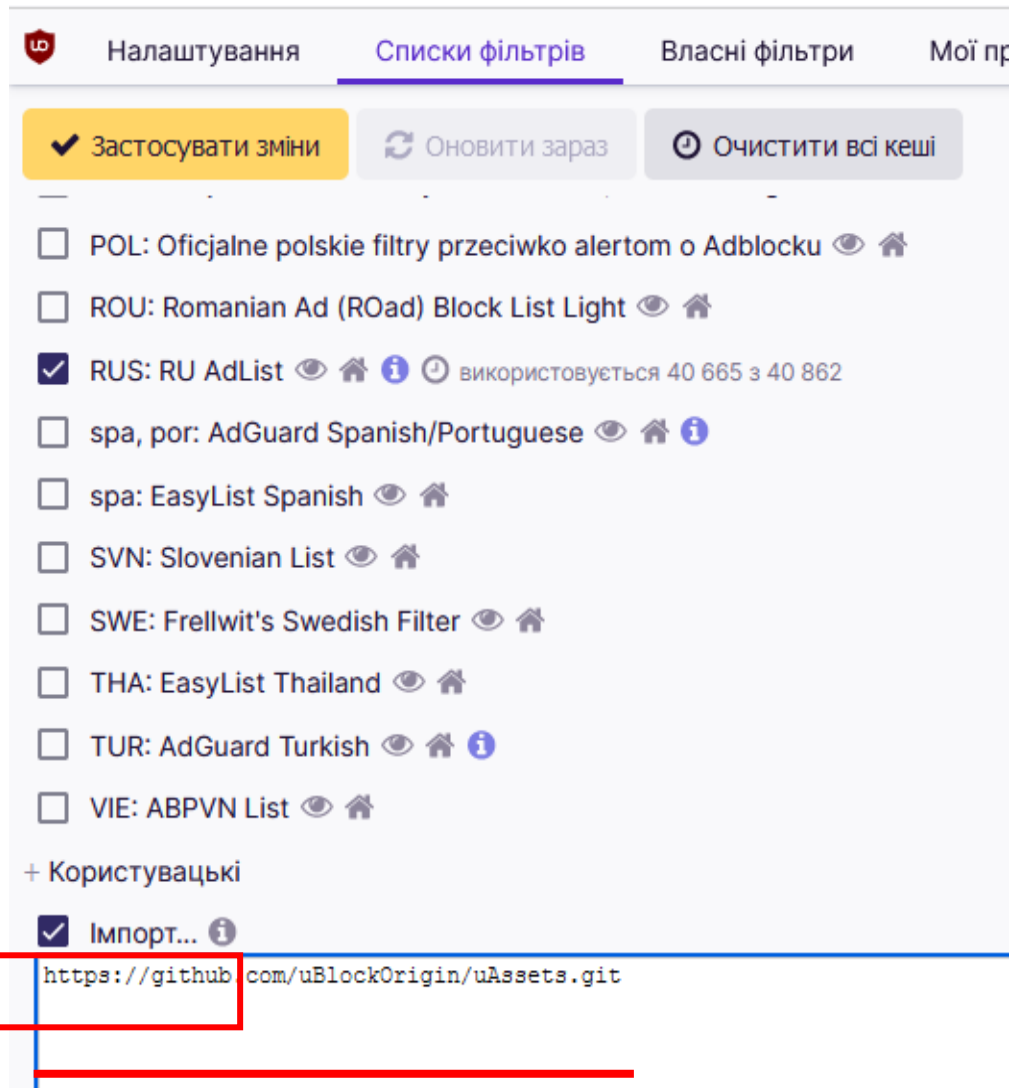 Налаштування Списки фільтрів Власні фільтри Мої пр
Застосувати зміни Оновити зараз Очистити всі кеші
POL: Oficjalne polskie filtry przeciwko alertom o Adblocku
ROU: Romanian Ad (ROad) Block List Light
RUS: RU AdList використовується 40 665 з 40 862
spa, por: AdGuard Spanish/Portuguese
spa: EasyList Spanish
SVN: Slovenian List
SWE: Frellwit's Swedish Filter
THA: EasyList Thailand
TUR: AdGuard Turkish
VIE: ABPVN List
+ Користувацькі
Імпорт...
https://github.com/uBlockOrigin/uAssets.git